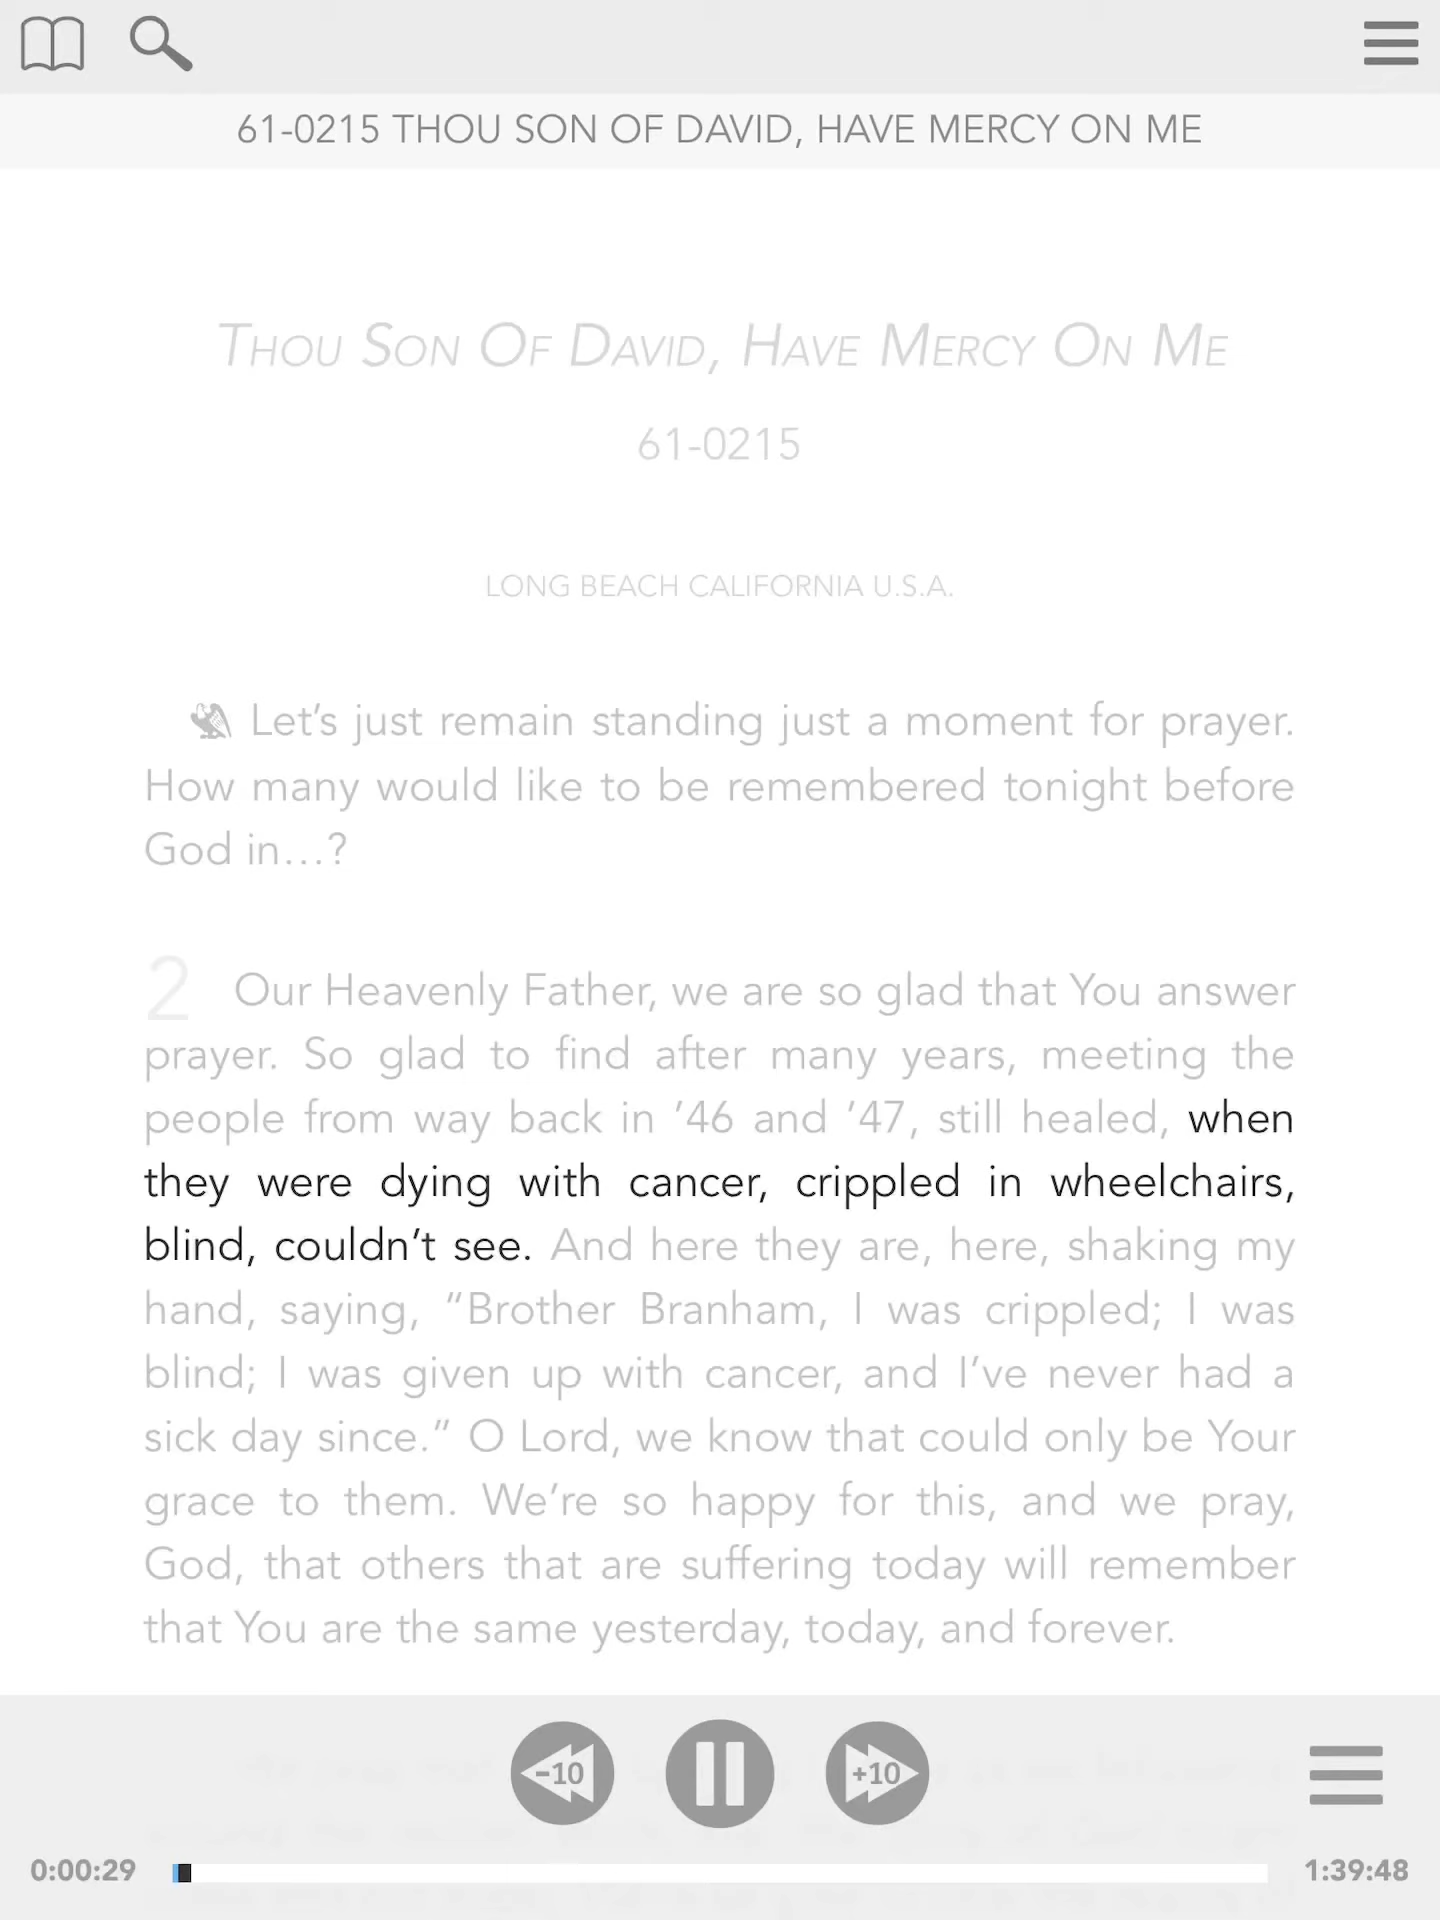 61-0215 THOU SON OF DAVID, HAVE MERCY ON ME
Thou Son Of David, Have Mercy On Me
61-0215
LONG BEACH CALIFORNIA U.S.A.
Let’s just remain standing just a moment for prayer.
How many would like to be remembered tonight before
God in…?
2 Our Heavenly Father, we are so glad that You answer
prayer. So glad to find after many years, meeting the
people from way back in ’46 and ’47, still healed, when
they were dying with cancer, crippled in wheelchairs,
blind, couldn’t see. And here they are, here, shaking my
hand, saying, “Brother Branham, I was crippled; I was
blind; I was given up with cancer, and I’ve never had a
sick day since.” O Lord, we know that could only be Your
grace to them. We’re so happy for this, and we pray,
God, that others that are suffering today will remember
that You are the same yesterday, today, and forever.
-10 +10
0:00:29 1:39:48